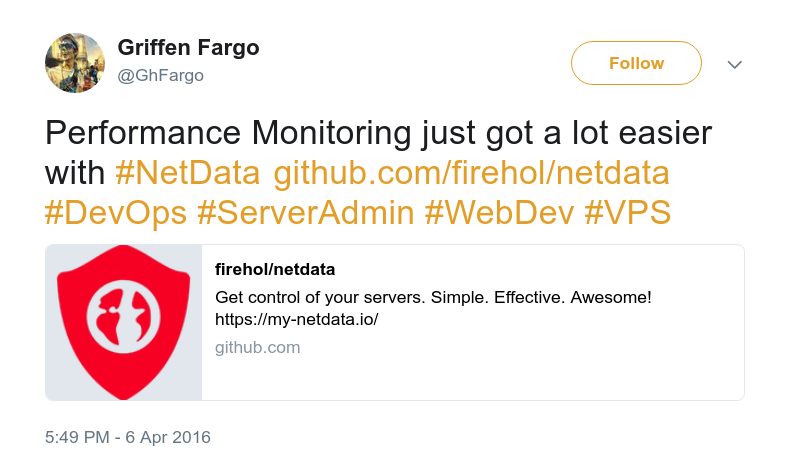 Griffen Fargo
@GhFargo
Follow
Performance Monitoring just got a lot easier
with #NetData github.com/firehol/netdata
#DevOps #ServerAdmin #WebDev #VPS
firehol/netdata
Get control of your servers. Simple. Effective. Awesome!
https://my-netdata.io/
github.com
5:49 PM - 6 Apr 2016